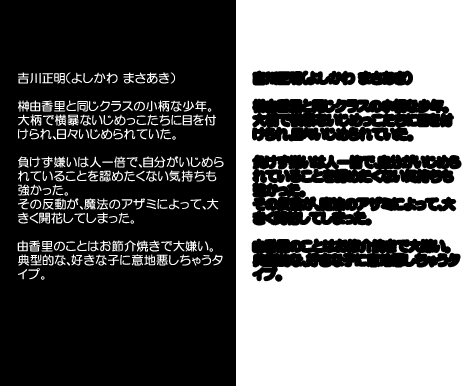 吉川正明(よしかわ まさあき)
榊由香里と同じクラスの小柄な少年。
大柄で横暴ないじめっこたちに目を付
けられ、日々いじめられていた。
負けず嫌いは人一倍で、自分がいじめら
れていることを認めたくない気持ちも
強かった。
その反動が、魔法のアザミによって、大
きく開花してしまった。
由香里のことはお節介焼きで大嫌い。
典型的な、好きな子に意地悪しちゃうタ
イプ。
吉川正明(よしかわ まさあき)
榊由香里と同じクラスの小柄な少年。
大柄で横暴ないじめっこたちに目を付
けられ、日々いじめられていた。
負けず嫌いは人一倍で、自分がいじめら
れていることを認めたくない気持ちも
強かった。
その反動が、魔法のアザミによって、大
きく開花してしまった。
由香里のことはお節介焼きで大嫌い。
典型的な、好きな子に意地悪しちゃうタ
イプ。